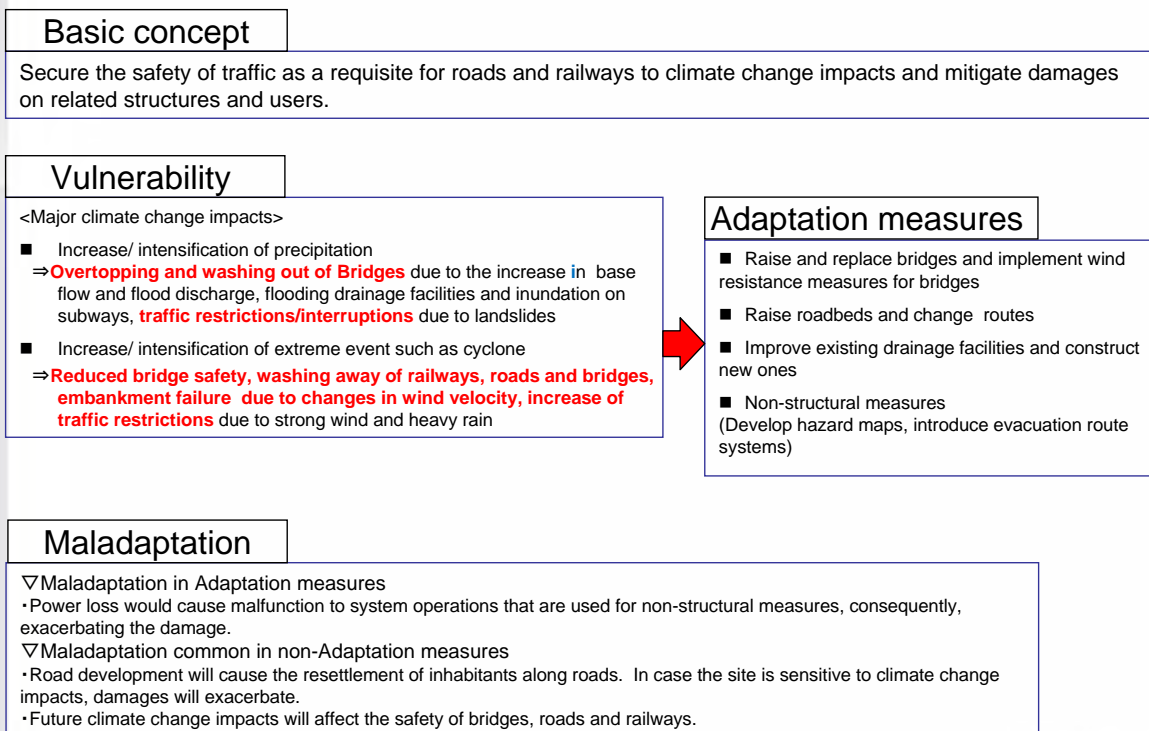 Basic concept
Secure the safety of traffic as a requisite for roads and railways to climate change impacts and mitigate damages
on related structures and users.
Vulnerability
<Major climate change impacts>
■ Increase/ intensification of precipitation
⇒Overtopping and washing out of Bridges due to the increase in base
flow and flood discharge, flooding drainage facilities and inundation on
subways, traffic restrictions/interruptions due to landslides
■ Increase/ intensification of extreme event such as cyclone
⇒Reduced bridge safety, washing away of railways, roads and bridges,
embankment failure due to changes in wind velocity, increase of
traffic restrictions due to strong wind and heavy rain
Adaptation measures
■ Raise and replace bridges and implement wind
resistance measures for bridges
■ Raise roadbeds and change routes
■ Improve existing drainage facilities and construct
new ones
■ Non-structural measures
(Develop hazard maps, introduce evacuation route
systems)
Maladaptation
▽Maladaptation in Adaptation measures
・Power loss would cause malfunction to system operations that are used for non-structural measures, consequently,
exacerbating the damage.
▽Maladaptation common in non-Adaptation measures
・Road development will cause the resettlement of inhabitants along roads. In case the site is sensitive to climate change
impacts, damages will exacerbate.
・Future climate change impacts will affect the safety of bridges, roads and railways.